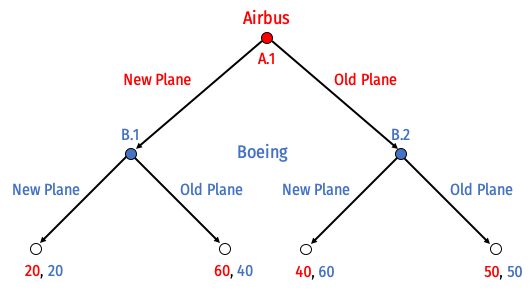 Airbus
A.1
New Plane
Old Plane
B.1
Boeing
B.2
New Plane
Old Plane
New Plane
Old Plane
20, 20
60, 40
40, 60
50, 50